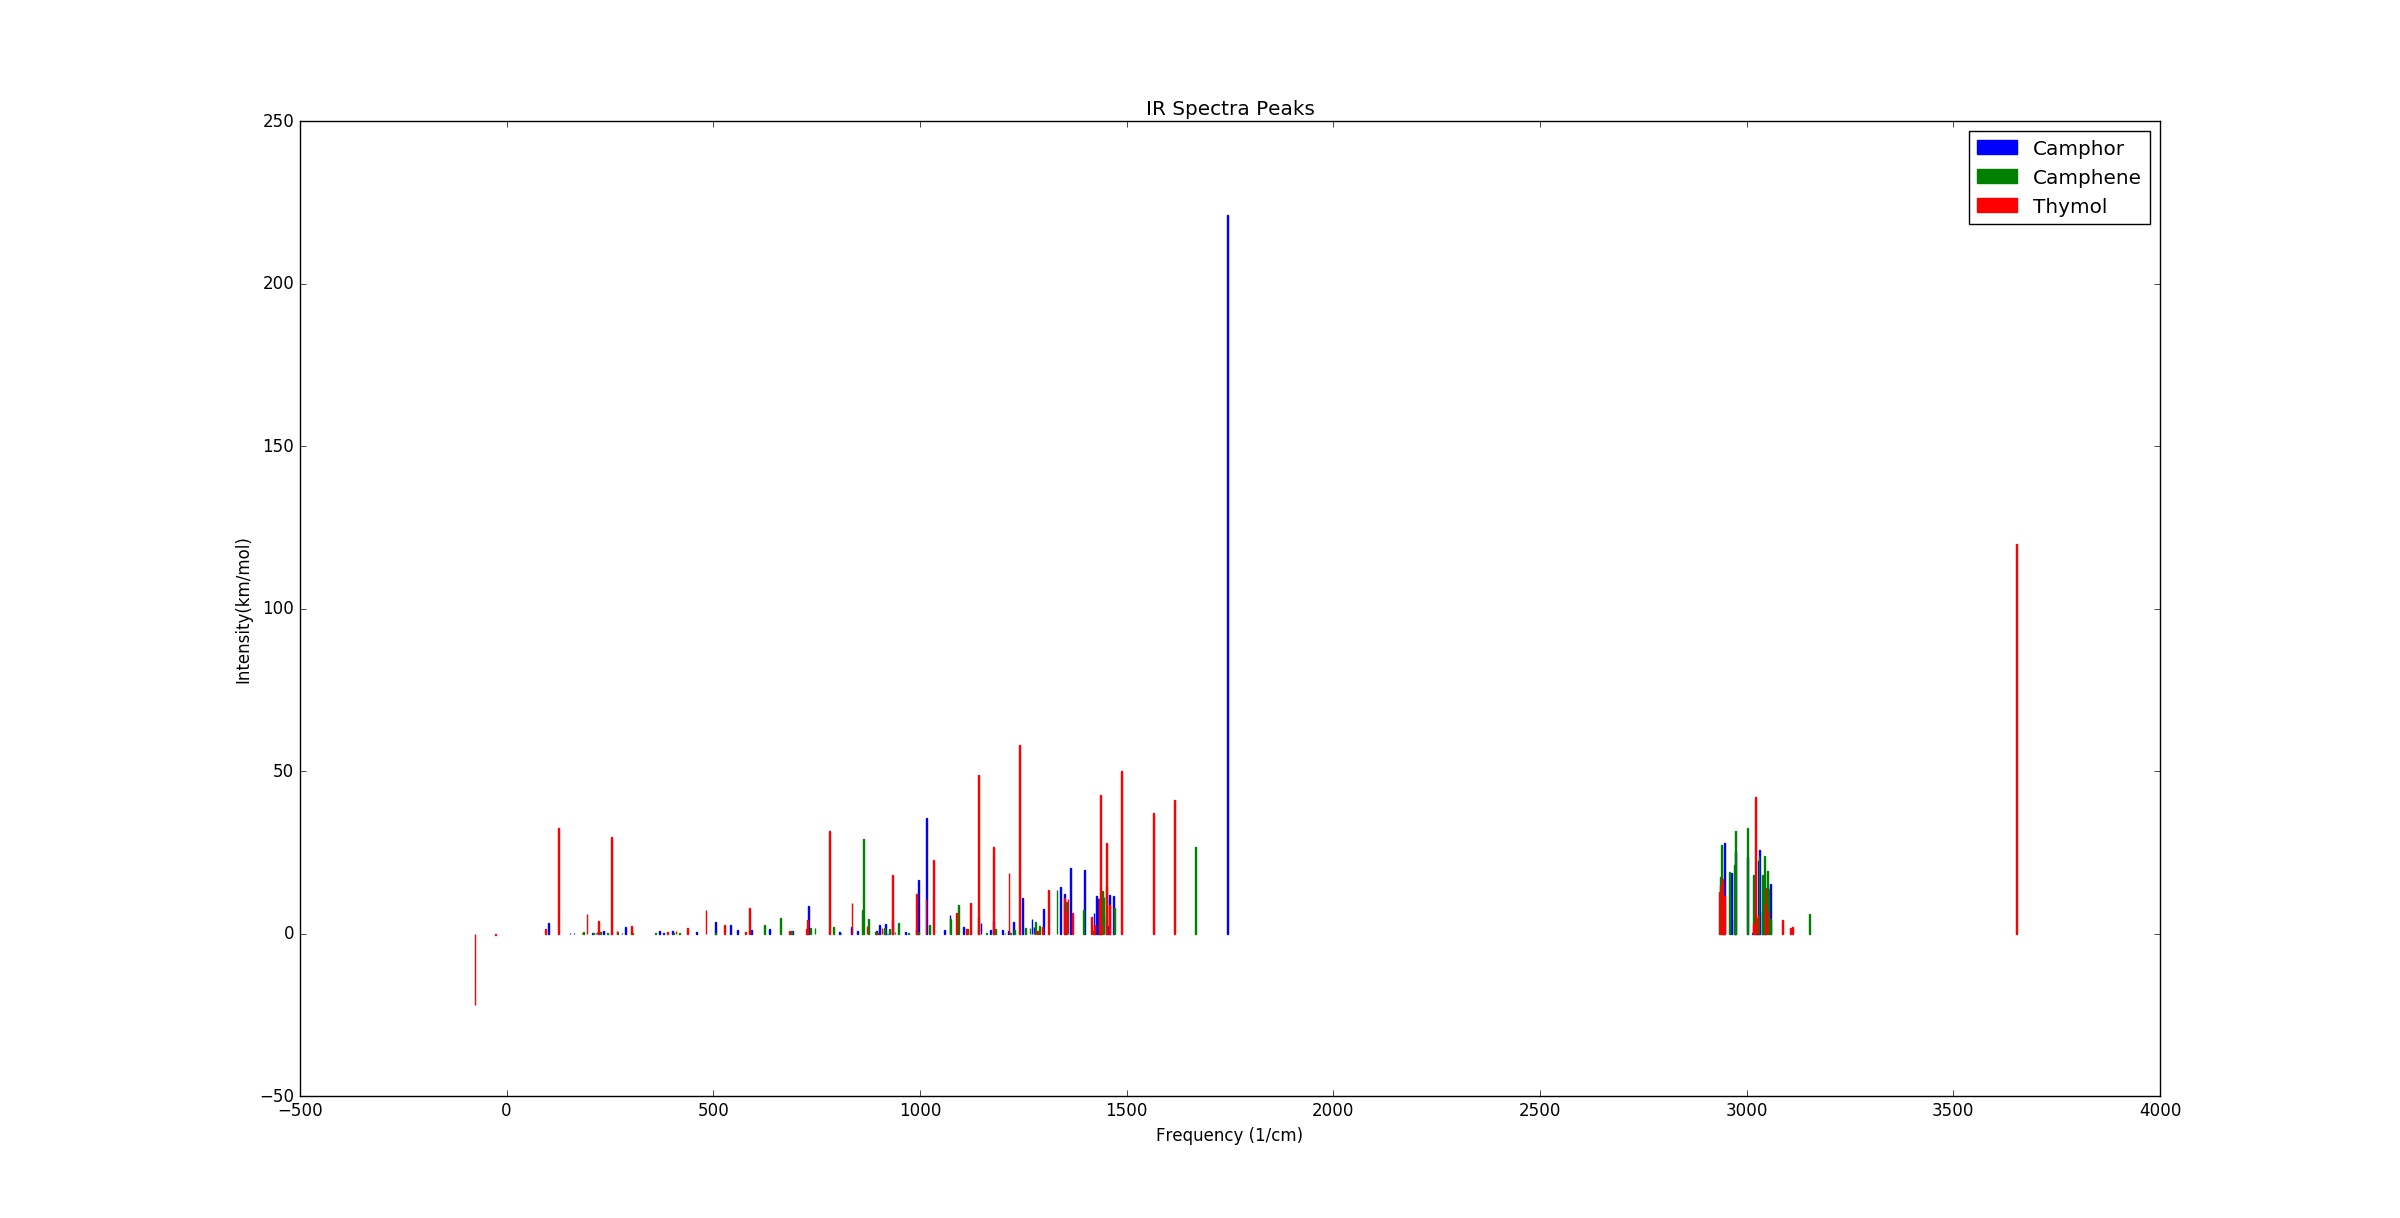 IR Spectra Peaks
250
200
150
100
50
0
−50
Intensity(km/mol)
Camphor
Camphene
Thymol
−500 0 500 1000 1500 2000 2500 3000 3500 4000
Frequency (1/cm)